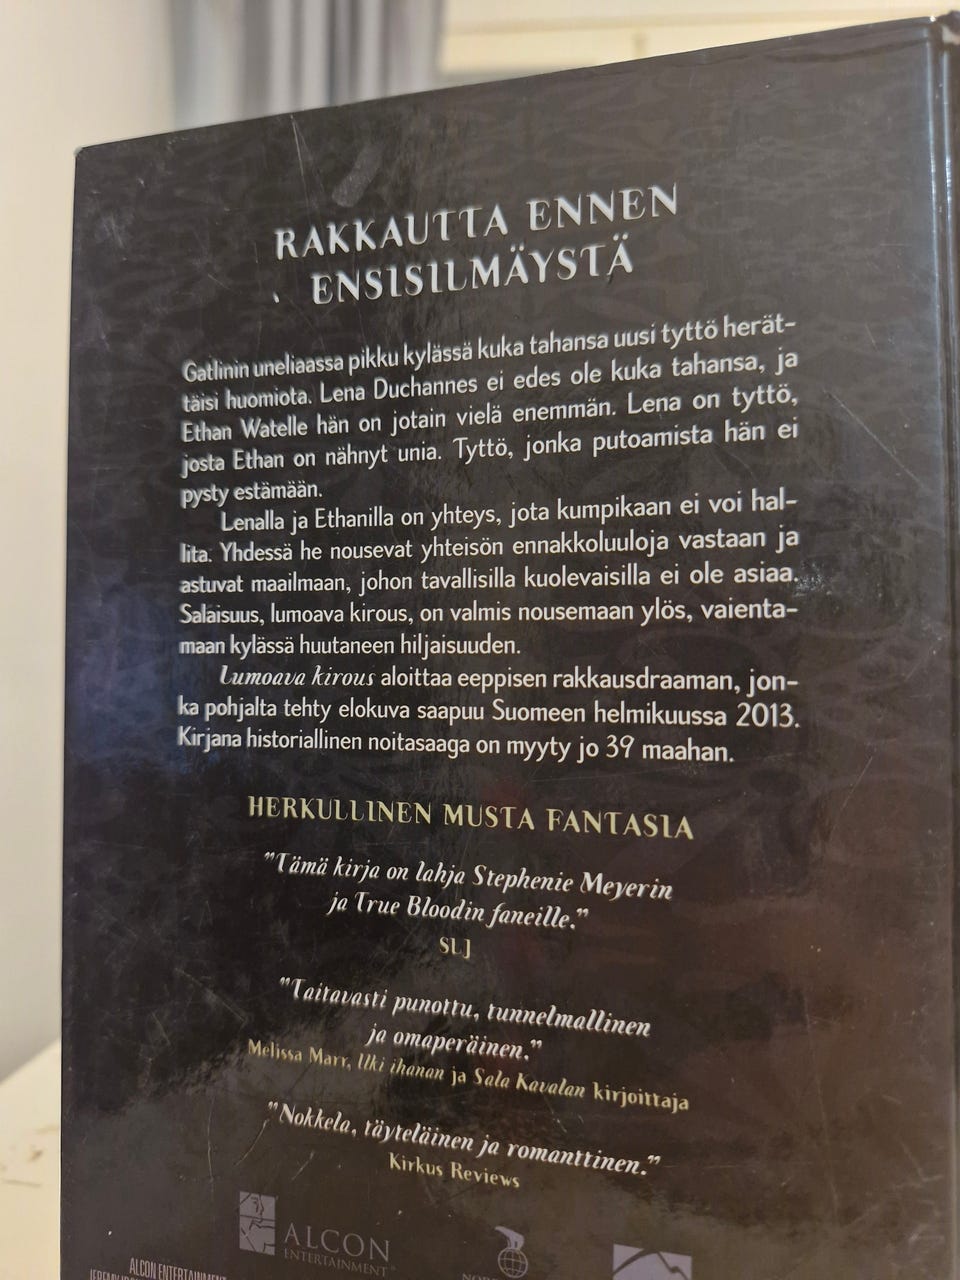 RAKKAUTTA ENNEN
ENSISILMÄYSTÄ
Gatlinin uneliaassa pikku kylässä kuka tahansa uusi tyttö herät-
täisi huomiota. Lena Duchannes ei edes ole kuka tahansa, ja
Ethan Watelle hän on jotain vielä enemmän. Lena on tyttö,
josta Ethan on nähnyt unia. Tyttö, jonka putoamista hän ei
pysty estämään.
Lenalla ja Ethanilla on yhteys, jota kumpikaan ei voi hal-
lita. Yhdessä he nousevat yhteisön ennakkoluuloja vastaan ja
astuvat maailmaan, johon tavallisilla kuolevaisilla ei ole asiaa.
Salaisuus, lumoava kirous, on valmis nousemaan ylös, vaienta-
maan kylässä huutaneen hiljaisuuden.
Lumoava kirous aloittaa eeppisen rakkausdraaman, jon-
ka pohjalta tehty elokuva saapuu Suomeen helmikuussa 2013.
Kirjana historiallinen noitasaaga on myyty jo 39 maahan.
HERKULLINEN MUSTA FANTASIA
"Tämä kirja on lahja Stephenie Meyerin
ja True Bloodin faneille."
SLJ
"Taitavasti punottu, tunnelmallinen
ja omaperäinen."
Melissa Marr, Ilki ihanan ja Sala Kavalan kirjoittaja
"Nokkela, täyteläinen ja romanttinen."
Kirkus Reviews
ALCON
ENTERTAINMENT
ALCON ENTERTAINMENT